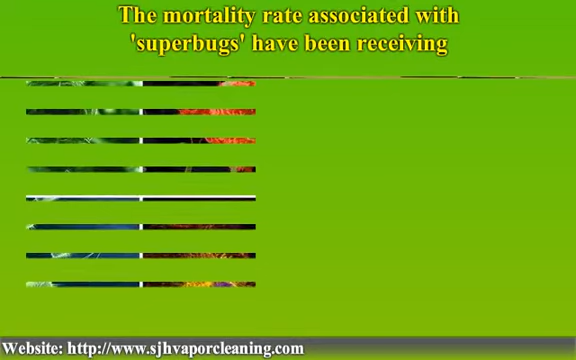 The mortality rate associated with
'superbugs' have been receiving
Website: http://www.sjhvaporcleaning.com